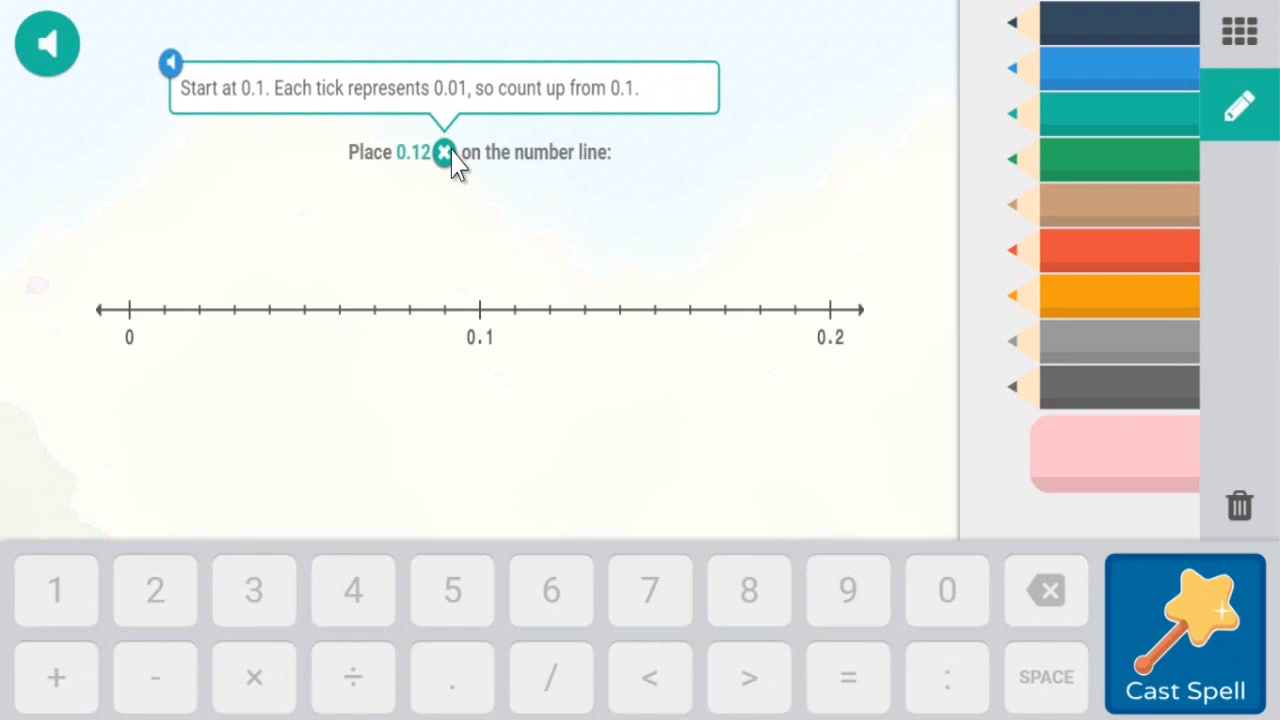 Start at 0.1. Each tick represents 0.01, so count up from 0.1.
Place 0.12 on the number line:
0 0.1 0.2
1 2 3 4 5 6 7 8 9 0
+ - × ÷ . / < > = : SPACE
Cast Spell